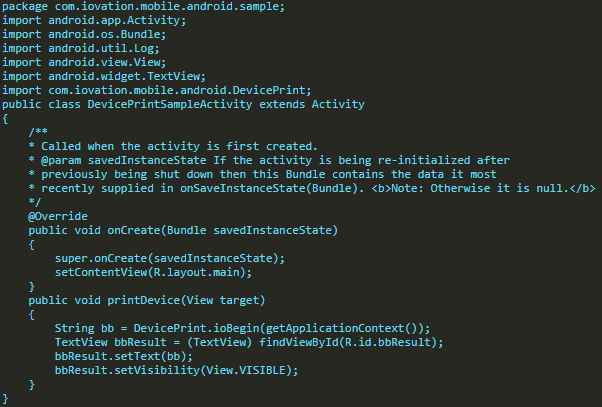 package com.iovation.mobile.android.sample;
import android.app.Activity;
import android.os.Bundle;
import android.util.Log;
import android.view.View;
import android.widget.TextView;
import com.iovation.mobile.android.DevicePrint;
public class DevicePrintSampleActivity extends Activity
{
    /**
    * Called when the activity is first created.
    * @param savedInstanceState If the activity is being re-initialized after
    * previously being shut down then this Bundle contains the data it most
    * recently supplied in onSaveInstanceState(Bundle). <b>Note: Otherwise it is null.</b>
    */
    @Override
    public void onCreate(Bundle savedInstanceState)
    {
        super.onCreate(savedInstanceState);
        setContentView(R.layout.main);
    }
    public void printDevice(View target)
    {
        String bb = DevicePrint.ioBegin(getApplicationContext());
        TextView bbResult = (TextView) findViewById(R.id.bbResult);
        bbResult.setText(bb);
        bbResult.setVisibility(View.VISIBLE);
    }
}